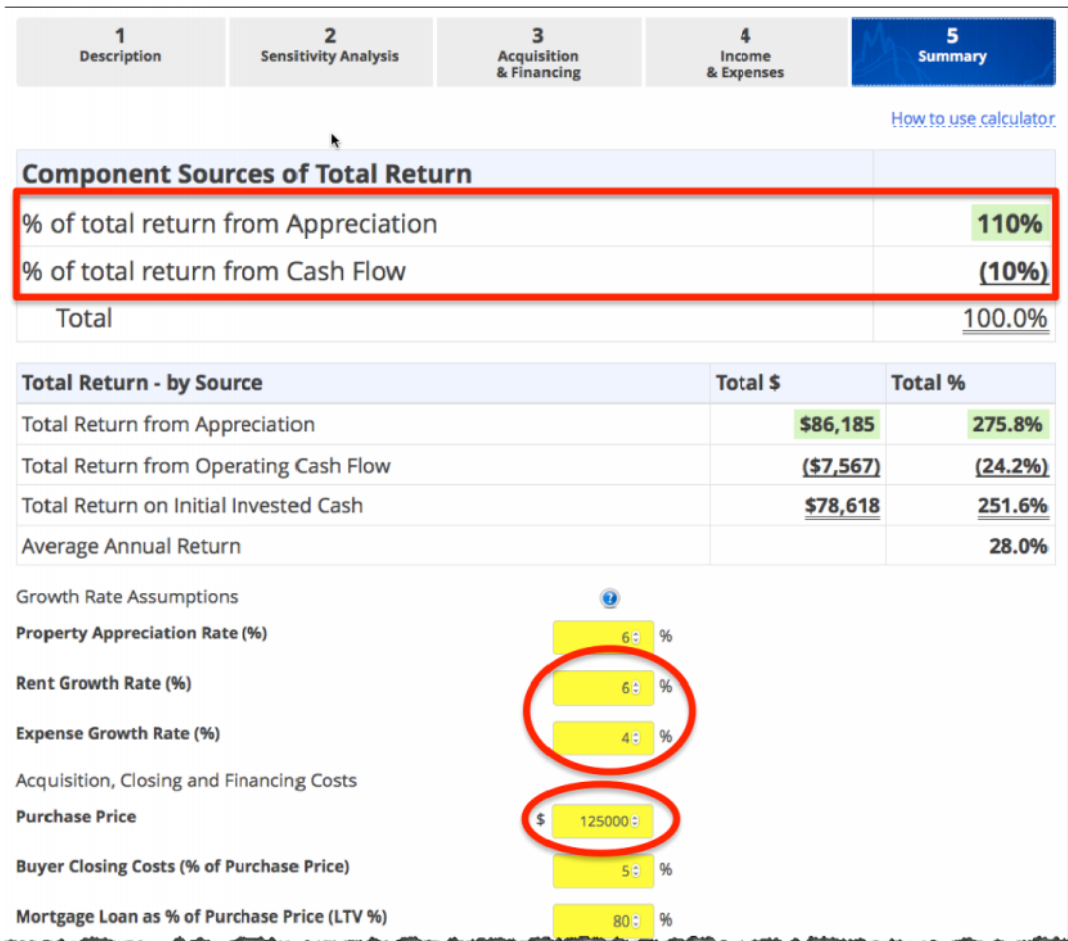 1 2 3 4 5
Description Sensitivity Analysis Acquisition & Financing Income & Expenses Summary
How to use calculator
Component Sources of Total Return
% of total return from Appreciation 110%
% of total return from Cash Flow (10%)
Total 100.0%
Total Return - by Source Total $ Total %
Total Return from Appreciation $86,185 275.8%
Total Return from Operating Cash Flow ($7,567) (24.2%)
Total Return on Initial Invested Cash $78,618 251.6%
Average Annual Return 28.0%
Growth Rate Assumptions ?
Property Appreciation Rate (%) 6 %
Rent Growth Rate (%) 6 %
Expense Growth Rate (%) 4 %
Acquisition, Closing and Financing Costs
Purchase Price $ 125000
Buyer Closing Costs (% of Purchase Price) 5 %
Mortgage Loan as % of Purchase Price (LTV %) 80 %